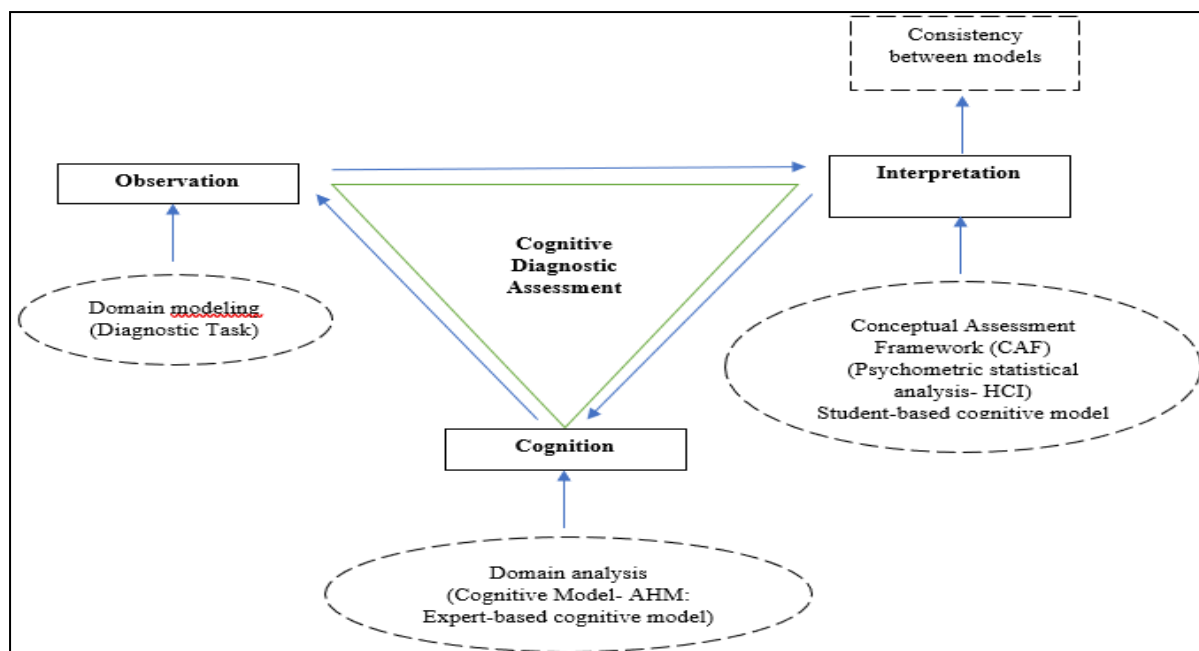 Consistency
between models
Observation
Interpretation
Cognitive
Diagnostic
Assessment
Domain modeling
(Diagnostic Task)
Conceptual Assessment
Framework (CAF)
(Psychometric statistical
analysis- HCI)
Student-based cognitive model
Cognition
Domain analysis
(Cognitive Model- AHM:
Expert-based cognitive model)